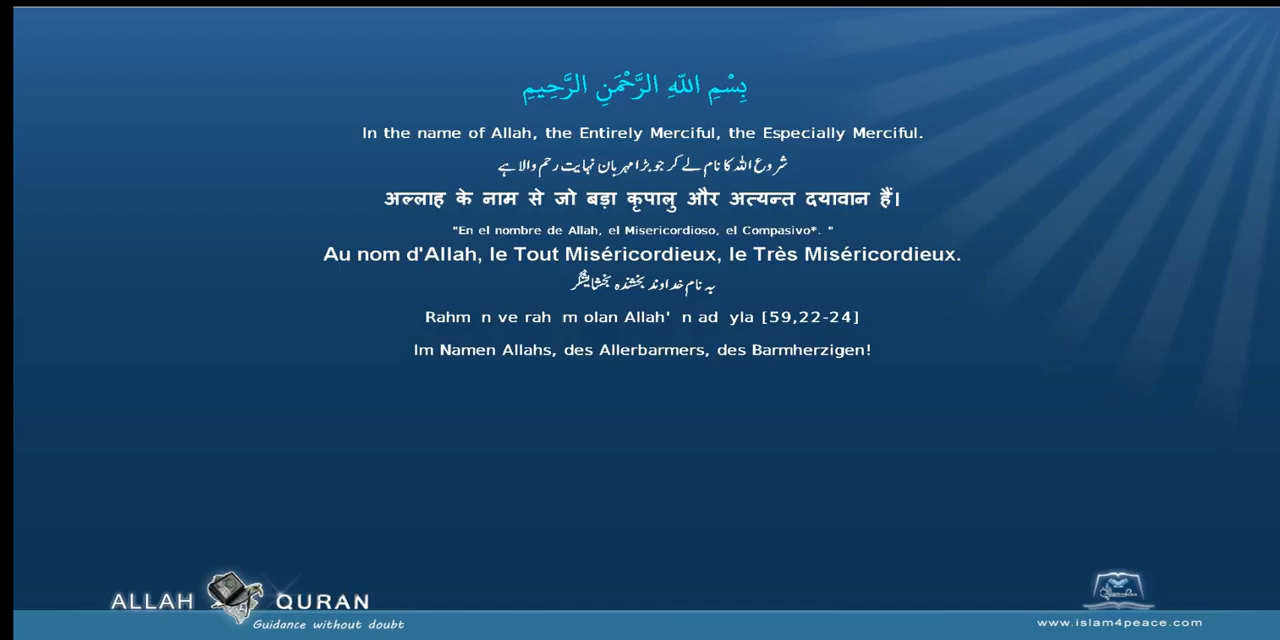 بِسْمِ اللّهِ الرَّحْمَنِ الرَّحِيمِ
In the name of Allah, the Entirely Merciful, the Especially Merciful.
شروع الله کا نام لے کر جو بڑا مہربان نہایت رحم والا ہے
अल्लाह के नाम से जो बड़ा कृपालु और अत्यन्त दयावान हैं।
"En el nombre de Allah, el Misericordioso, el Compasivo*. "
Au nom d'Allah, le Tout Miséricordieux, le Très Miséricordieux.
به نام خداوند بخشنده بخشایشگر
Rahm n ve rah m olan Allah' n ad yla [59,22-24]
Im Namen Allahs, des Allerbarmers, des Barmherzigen!
ALLAH QURAN
Guidance without doubt
www.islam4peace.com